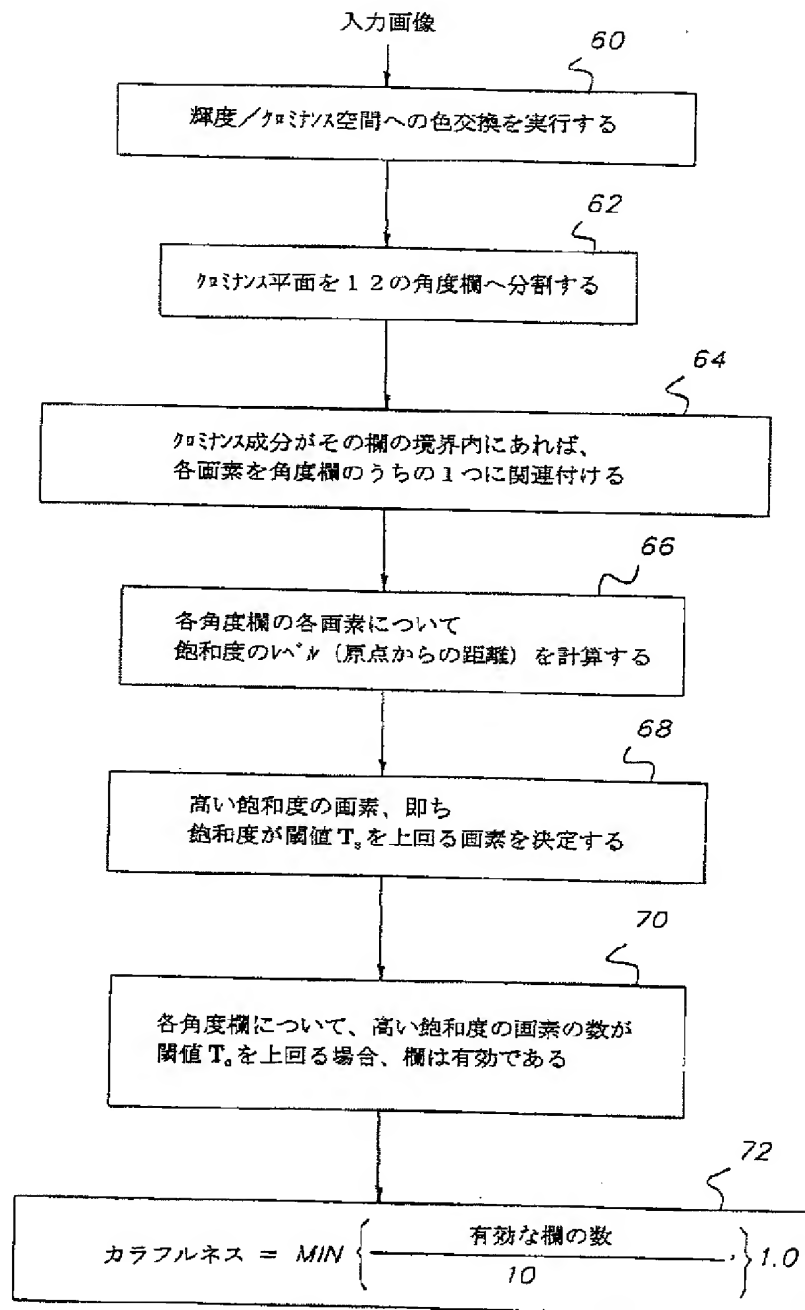 入力画像
60
輝度／クロミナンス空間への色交換を実行する
62
クロミナンス平面を12の角度欄へ分割する
64
クロミナンス成分がその欄の境界内にあれば、
各画素を角度欄のうちの1つに関連付ける
66
各角度欄の各画素について
飽和度のレベル（原点からの距離）を計算する
68
高い飽和度の画素、即ち
飽和度が閾値Tsを上回る画素を決定する
70
各角度欄について、高い飽和度の画素の数が
閾値Taを上回る場合、欄は有効である
72
カラフルネス = MIN { 有効な欄の数 / 10 , } 1.0